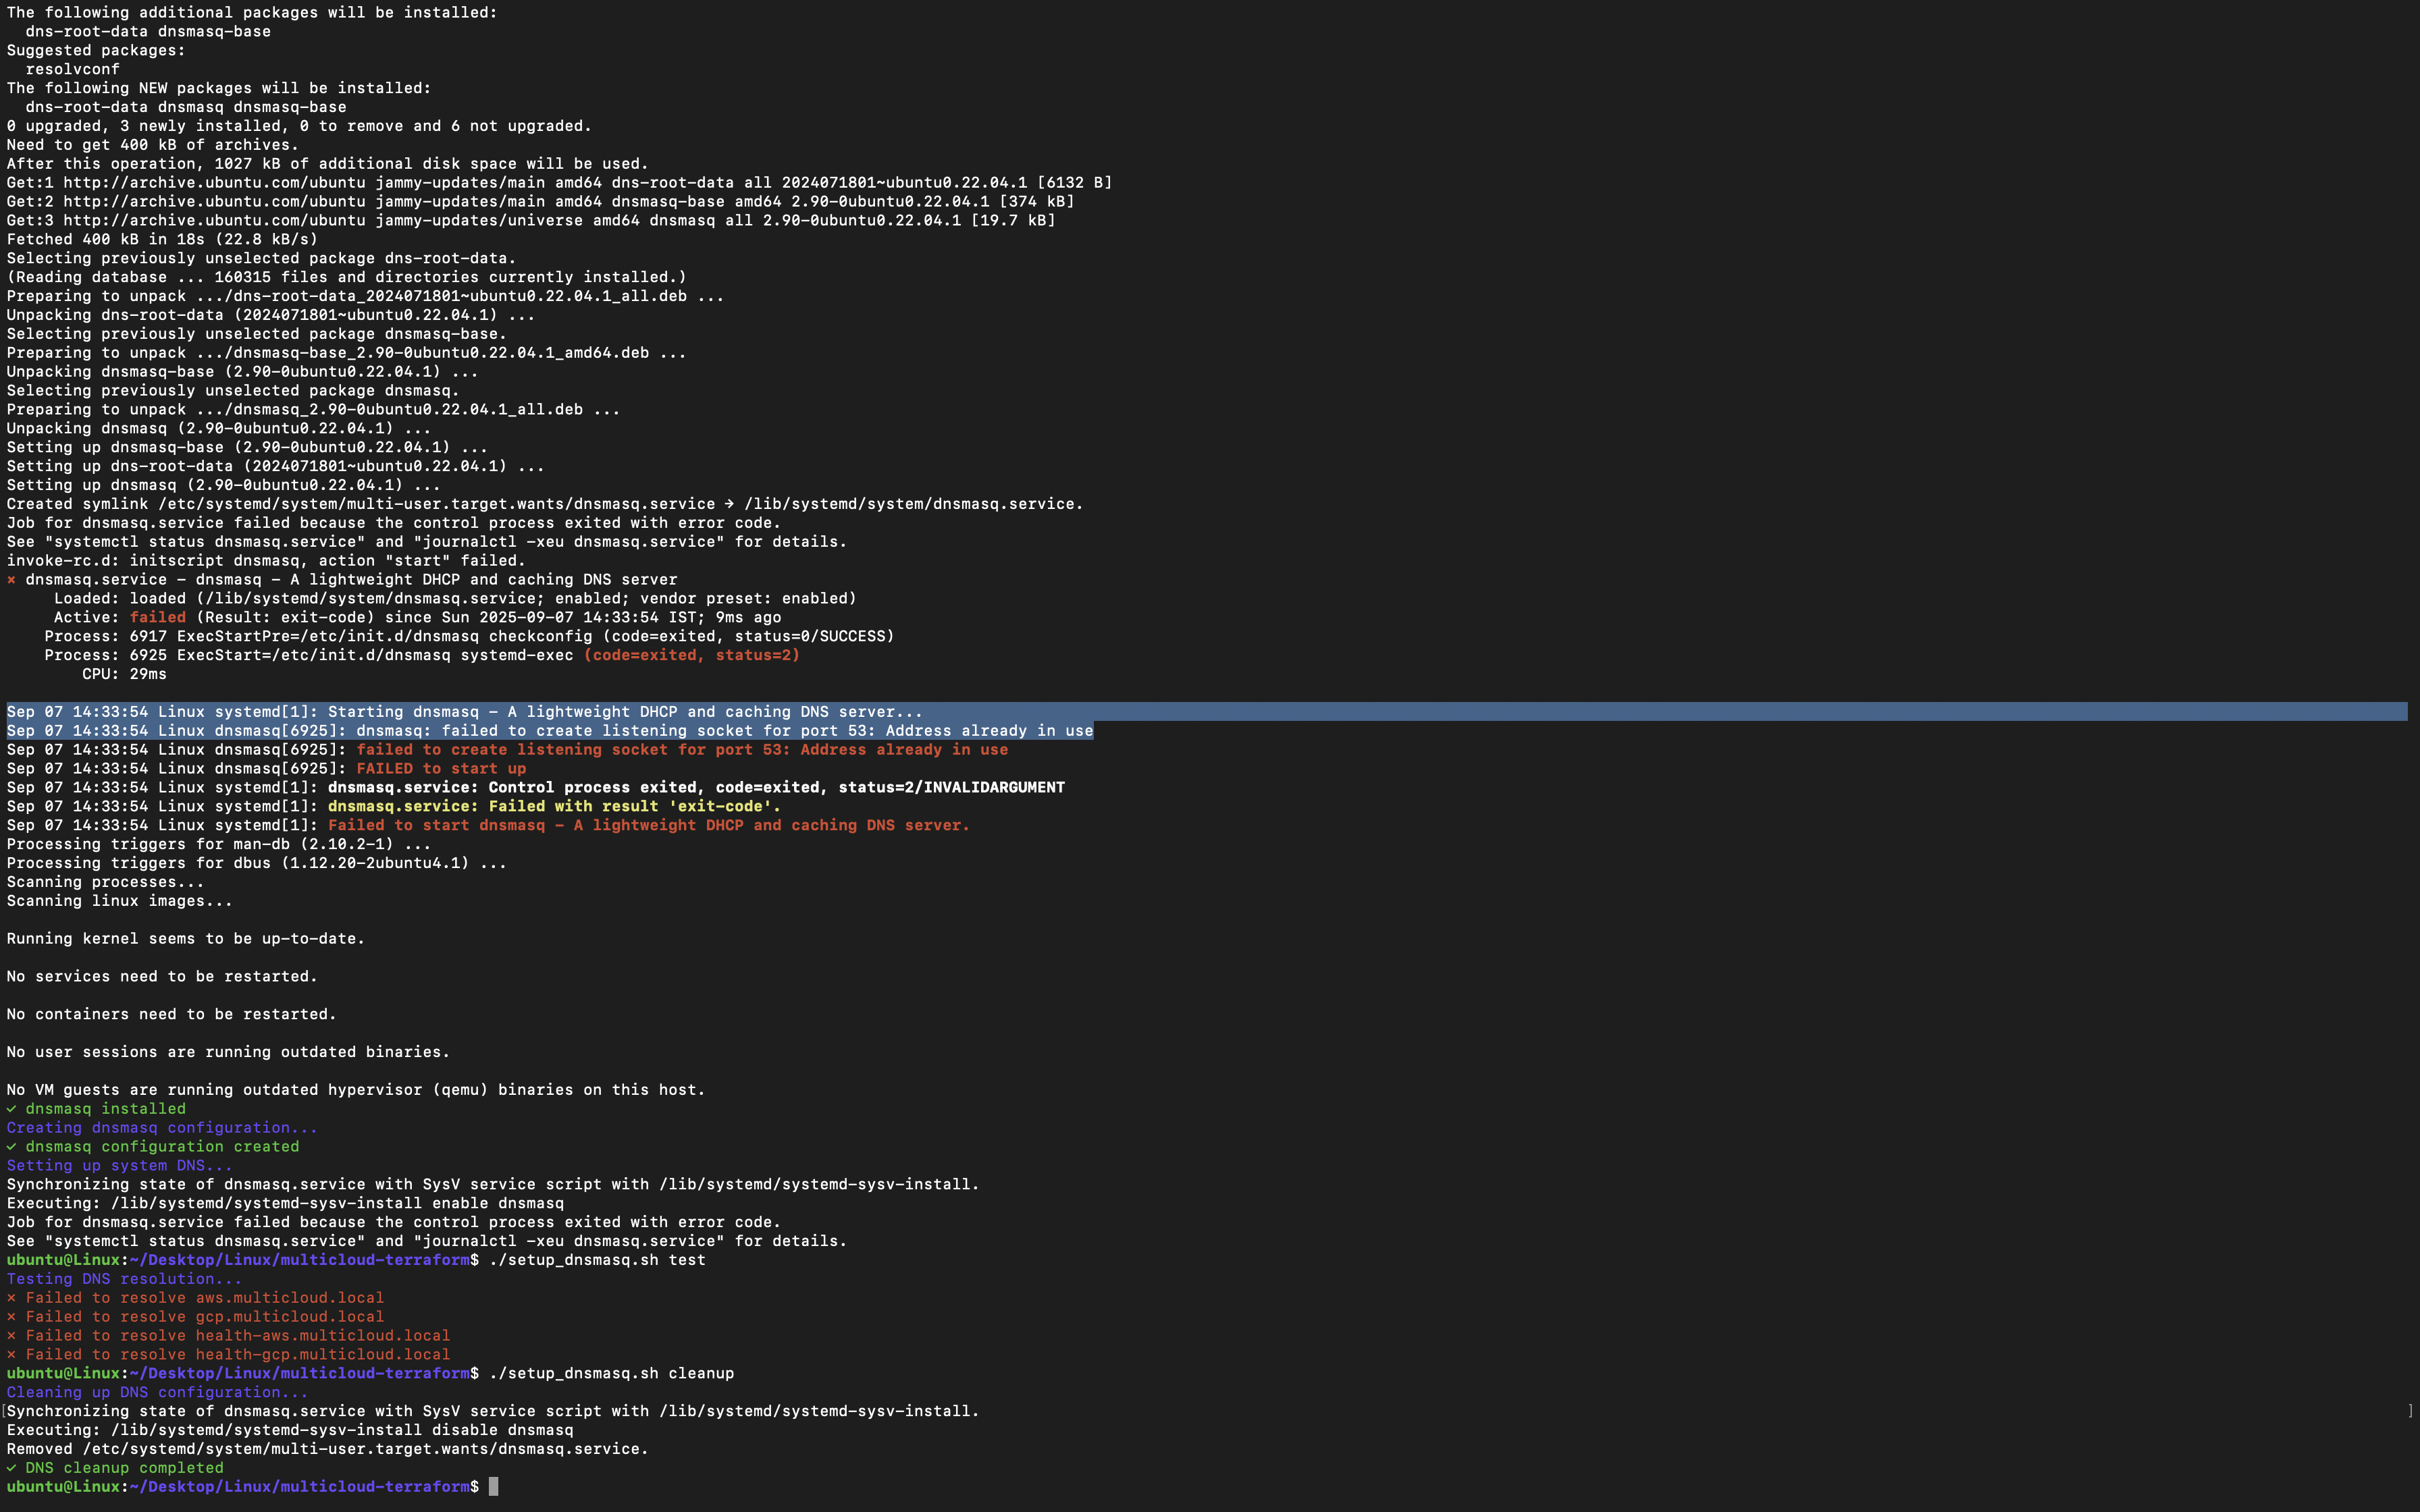 The following additional packages will be installed:
  dns-root-data dnsmasq-base
Suggested packages:
  resolvconf
The following NEW packages will be installed:
  dns-root-data dnsmasq dnsmasq-base
0 upgraded, 3 newly installed, 0 to remove and 6 not upgraded.
Need to get 400 kB of archives.
After this operation, 1027 kB of additional disk space will be used.
Get:1 http://archive.ubuntu.com/ubuntu jammy-updates/main amd64 dns-root-data all 2024071801~ubuntu0.22.04.1 [6132 B]
Get:2 http://archive.ubuntu.com/ubuntu jammy-updates/main amd64 dnsmasq-base amd64 2.90-0ubuntu0.22.04.1 [374 kB]
Get:3 http://archive.ubuntu.com/ubuntu jammy-updates/universe amd64 dnsmasq all 2.90-0ubuntu0.22.04.1 [19.7 kB]
Fetched 400 kB in 18s (22.8 kB/s)
Selecting previously unselected package dns-root-data.
(Reading database ... 160315 files and directories currently installed.)
Preparing to unpack .../dns-root-data_2024071801~ubuntu0.22.04.1_all.deb ...
Unpacking dns-root-data (2024071801~ubuntu0.22.04.1) ...
Selecting previously unselected package dnsmasq-base.
Preparing to unpack .../dnsmasq-base_2.90-0ubuntu0.22.04.1_amd64.deb ...
Unpacking dnsmasq-base (2.90-0ubuntu0.22.04.1) ...
Selecting previously unselected package dnsmasq.
Preparing to unpack .../dnsmasq_2.90-0ubuntu0.22.04.1_all.deb ...
Unpacking dnsmasq (2.90-0ubuntu0.22.04.1) ...
Setting up dnsmasq-base (2.90-0ubuntu0.22.04.1) ...
Setting up dns-root-data (2024071801~ubuntu0.22.04.1) ...
Setting up dnsmasq (2.90-0ubuntu0.22.04.1) ...
Created symlink /etc/systemd/system/multi-user.target.wants/dnsmasq.service → /lib/systemd/system/dnsmasq.service.
Job for dnsmasq.service failed because the control process exited with error code.
See "systemctl status dnsmasq.service" and "journalctl -xeu dnsmasq.service" for details.
invoke-rc.d: initscript dnsmasq, action "start" failed.
× dnsmasq.service - dnsmasq - A lightweight DHCP and caching DNS server
     Loaded: loaded (/lib/systemd/system/dnsmasq.service; enabled; vendor preset: enabled)
     Active: failed (Result: exit-code) since Sun 2025-09-07 14:33:54 IST; 9ms ago
    Process: 6917 ExecStartPre=/etc/init.d/dnsmasq checkconfig (code=exited, status=0/SUCCESS)
    Process: 6925 ExecStart=/etc/init.d/dnsmasq systemd-exec (code=exited, status=2)
        CPU: 29ms

Sep 07 14:33:54 Linux systemd[1]: Starting dnsmasq - A lightweight DHCP and caching DNS server...
Sep 07 14:33:54 Linux dnsmasq[6925]: dnsmasq: failed to create listening socket for port 53: Address already in use
Sep 07 14:33:54 Linux dnsmasq[6925]: failed to create listening socket for port 53: Address already in use
Sep 07 14:33:54 Linux dnsmasq[6925]: FAILED to start up
Sep 07 14:33:54 Linux systemd[1]: dnsmasq.service: Control process exited, code=exited, status=2/INVALIDARGUMENT
Sep 07 14:33:54 Linux systemd[1]: dnsmasq.service: Failed with result 'exit-code'.
Sep 07 14:33:54 Linux systemd[1]: Failed to start dnsmasq - A lightweight DHCP and caching DNS server.
Processing triggers for man-db (2.10.2-1) ...
Processing triggers for dbus (1.12.20-2ubuntu4.1) ...
Scanning processes...
Scanning linux images...

Running kernel seems to be up-to-date.

No services need to be restarted.

No containers need to be restarted.

No user sessions are running outdated binaries.

No VM guests are running outdated hypervisor (qemu) binaries on this host.
✓ dnsmasq installed
Creating dnsmasq configuration...
✓ dnsmasq configuration created
Setting up system DNS...
Synchronizing state of dnsmasq.service with SysV service script with /lib/systemd/systemd-sysv-install.
Executing: /lib/systemd/systemd-sysv-install enable dnsmasq
Job for dnsmasq.service failed because the control process exited with error code.
See "systemctl status dnsmasq.service" and "journalctl -xeu dnsmasq.service" for details.
ubuntu@Linux:~/Desktop/Linux/multicloud-terraform$ ./setup_dnsmasq.sh test
Testing DNS resolution...
× Failed to resolve aws.multicloud.local
× Failed to resolve gcp.multicloud.local
× Failed to resolve health-aws.multicloud.local
× Failed to resolve health-gcp.multicloud.local
ubuntu@Linux:~/Desktop/Linux/multicloud-terraform$ ./setup_dnsmasq.sh cleanup
Cleaning up DNS configuration...
[Synchronizing state of dnsmasq.service with SysV service script with /lib/systemd/systemd-sysv-install. ]
Executing: /lib/systemd/systemd-sysv-install disable dnsmasq
Removed /etc/systemd/system/multi-user.target.wants/dnsmasq.service.
✓ DNS cleanup completed
ubuntu@Linux:~/Desktop/Linux/multicloud-terraform$